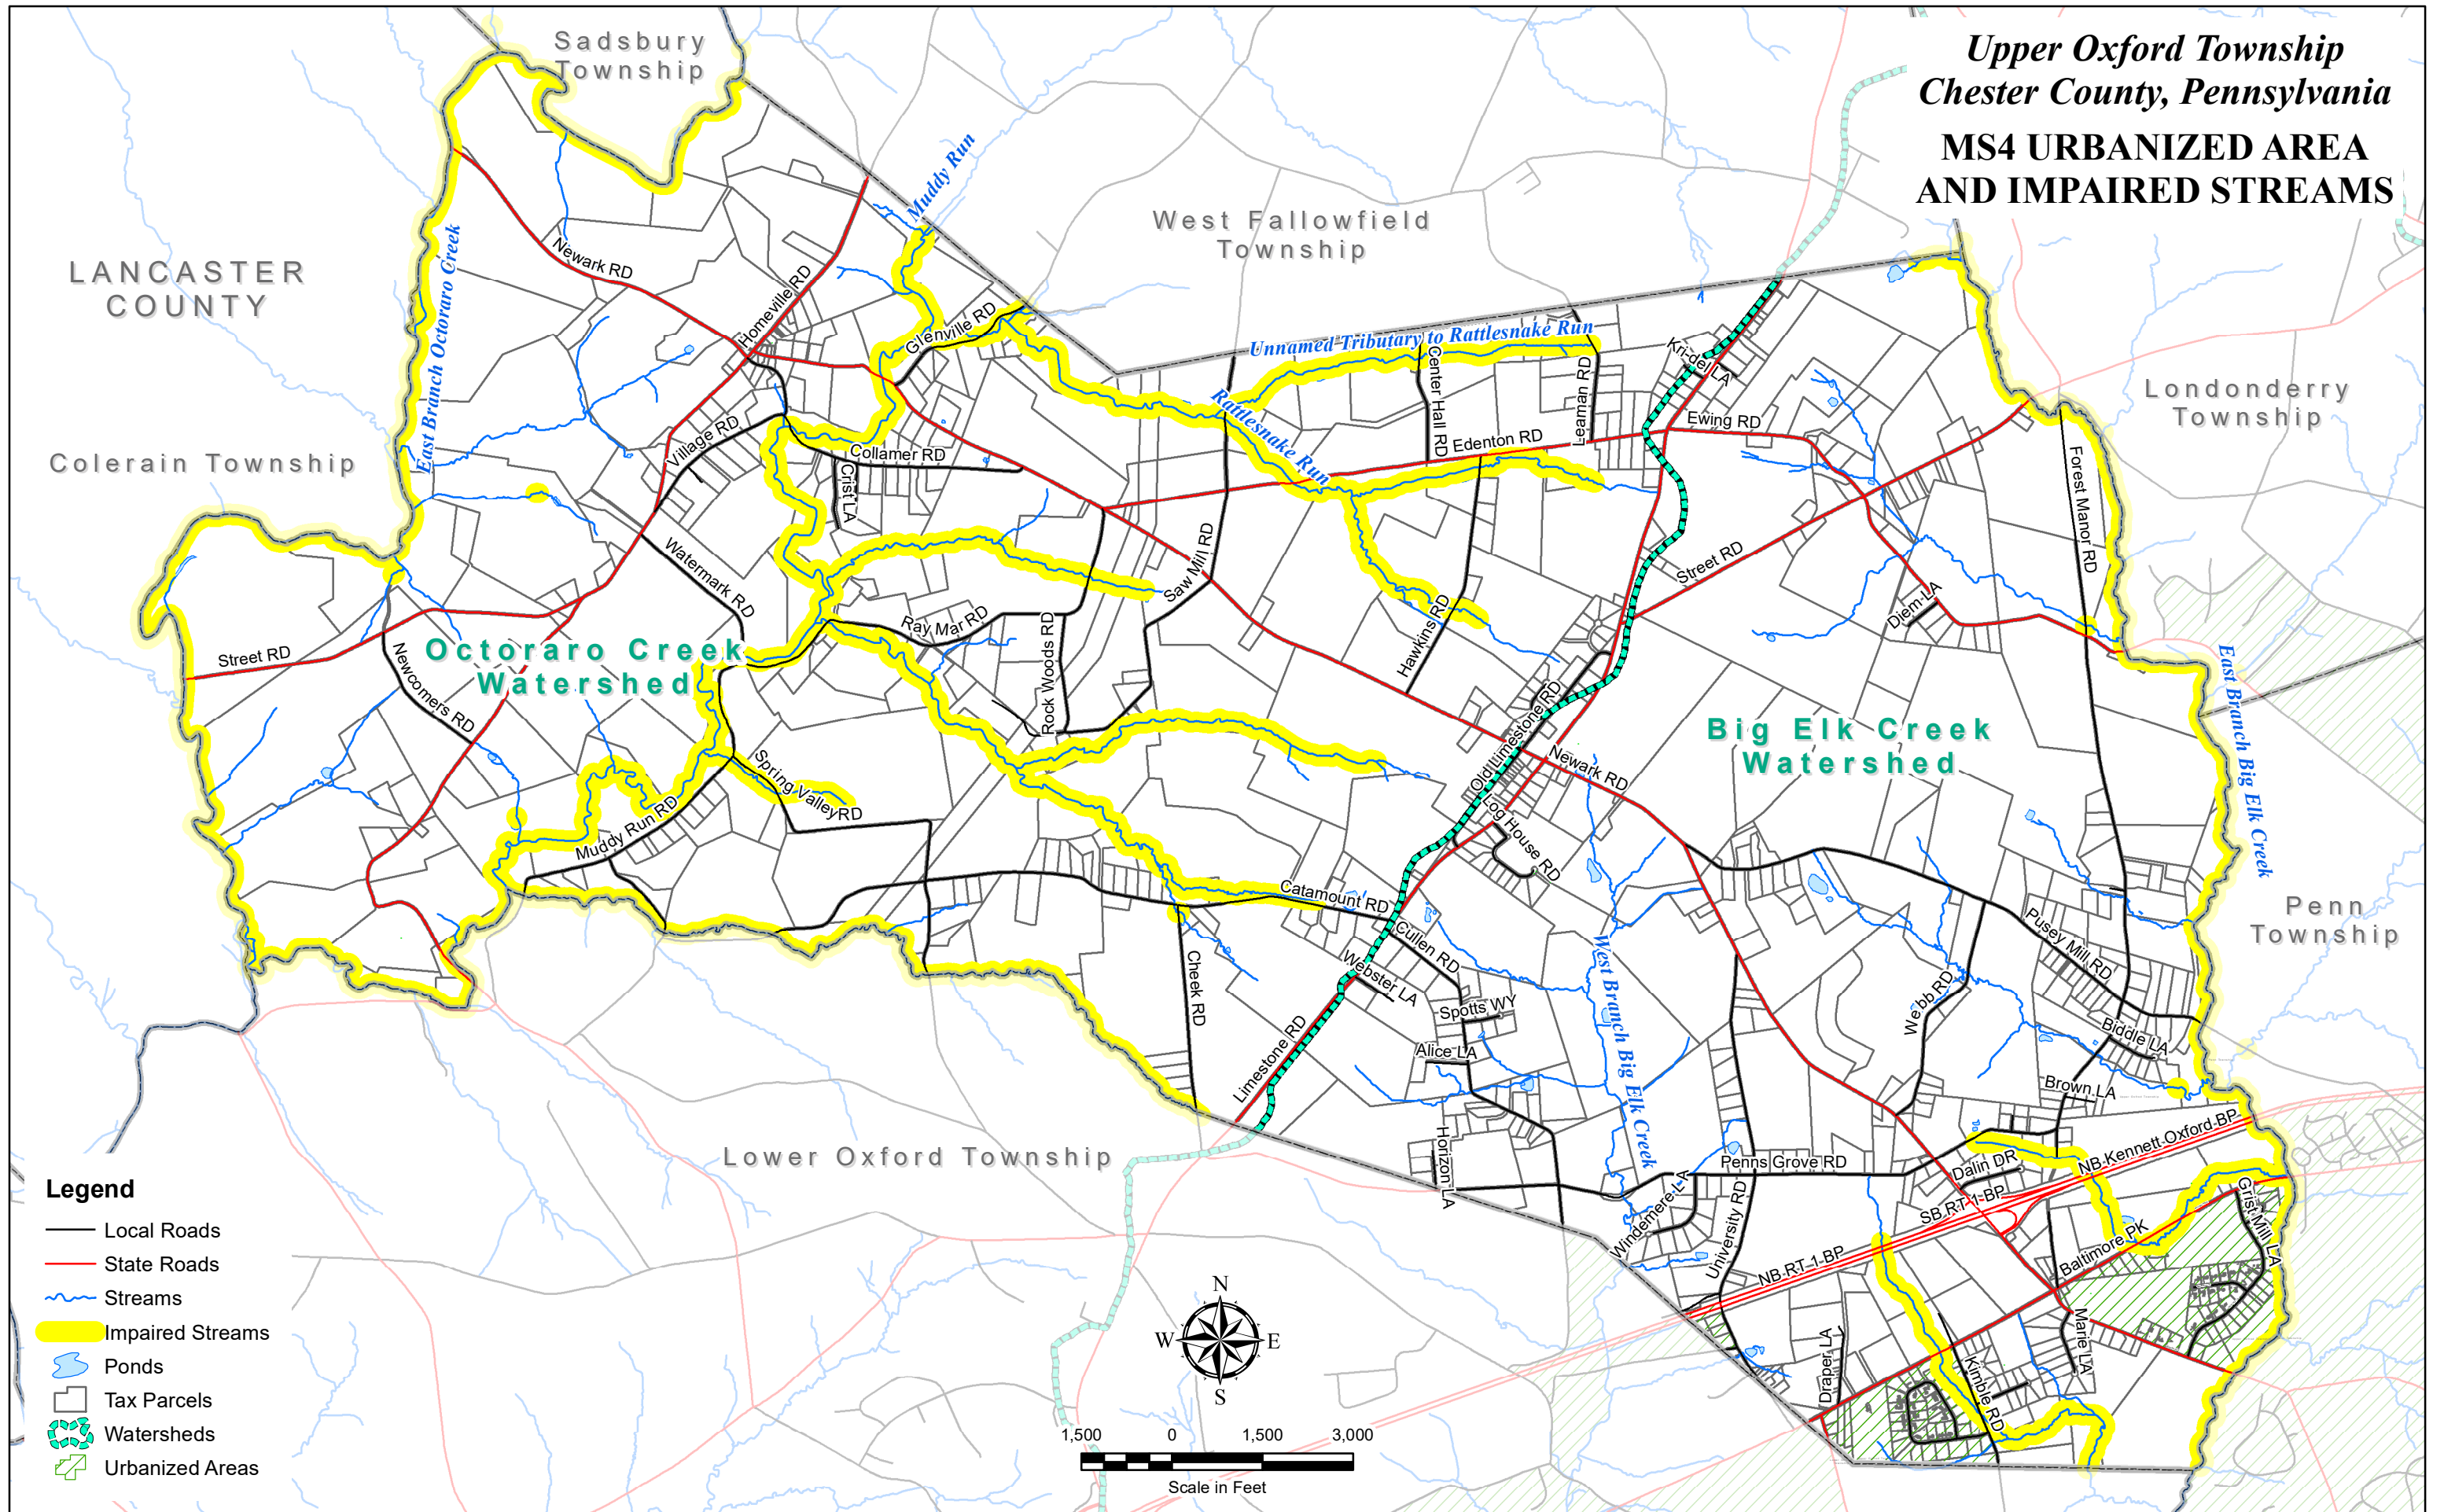 Upper Oxford Township
Chester County, Pennsylvania
MS4 URBANIZED AREA
AND IMPAIRED STREAMS
Sadsbury
Township
West Fallowfield
Township
LANCASTER
COUNTY
Colerain Township
Londonderry
Township
Penn
Township
Lower Oxford Township
Octoraro Creek
Watershed
Big Elk Creek
Watershed
Muddy Run
East Branch Octoraro Creek
Unnamed Tributary to Rattlesnake Run
Rattlesnake Run
East Branch Big Elk Creek
West Branch Big Elk Creek
Newark RD
Homeville RD
Glenville RD
Village RD
Collamer RD
Crist LA
Watermark RD
Ray Mar RD
Rock Woods RD
Saw Mill RD
Center Hall RD
Leaman RD
Edenton RD
Kri-del LA
Ewing RD
Street RD
Forest Manor RD
Diem LA
Hawkins RD
Old Limestone RD
Newark RD
Log House RD
Street RD
Newcomers RD
Spring Valley RD
Muddy Run RD
Catamount RD
Cullen RD
Webster LA
Spotts WY
Alice LA
Cheek RD
Limestone RD
Horizon LA
Pusey Mill RD
Webb RD
Biddle LA
Brown LA
Penns Grove RD
Windemere LA
University RD
Dalin DR
NB Kennett-Oxford BP
SB RT-1-BP
NB-RT-1-BP
Baltimore PK
Grist Mill LA
Marie LA
Draper LA
Kimble RD
Legend
Local Roads
State Roads
Streams
Impaired Streams
Ponds
Tax Parcels
Watersheds
Urbanized Areas
N
W E
S
1,500 0 1,500 3,000
Scale in Feet